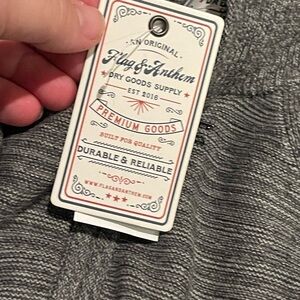 AN ORIGINAL
Flag & Anthem
DRY GOODS SUPPLY
EST 2016
PREMIUM GOODS
BUILT FOR QUALITY
DURABLE & RELIABLE
WWW.FLAGANDANTHEM.COM